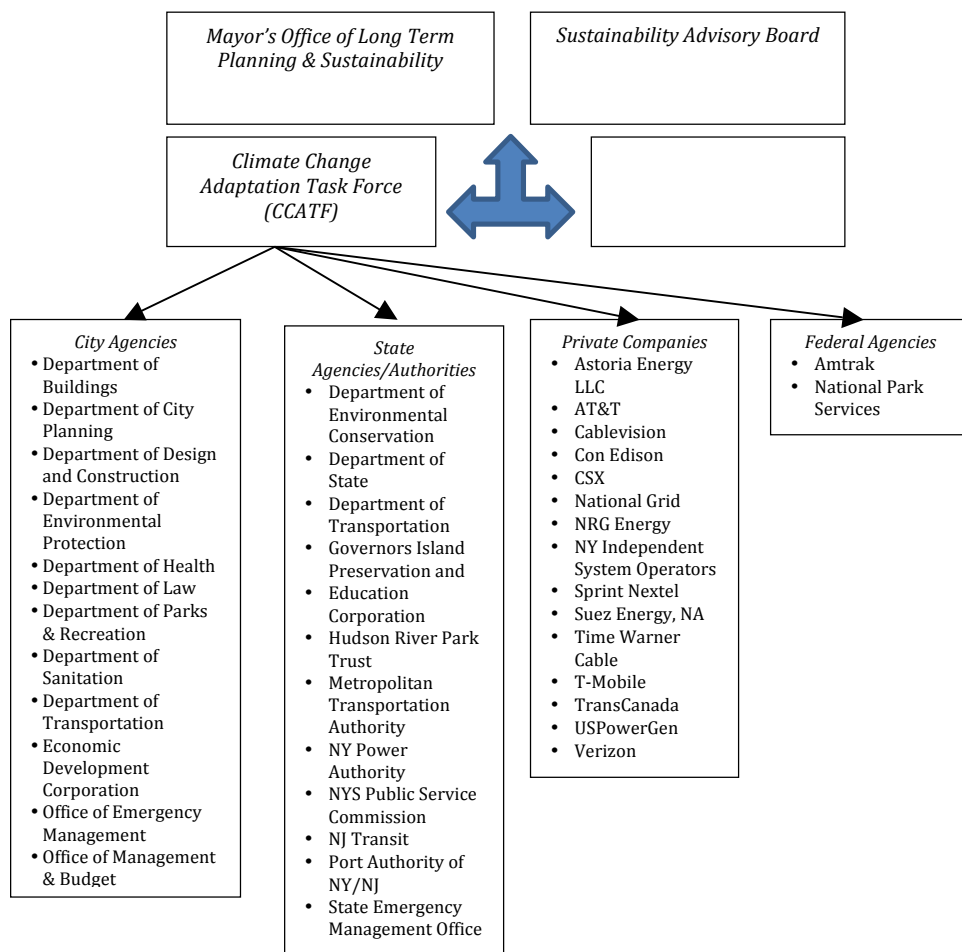 Mayor's Office of Long Term
Planning & Sustainability
Sustainability Advisory Board
Climate Change
Adaptation Task Force
(CCATF)
City Agencies
• Department of
Buildings
• Department of City
Planning
• Department of Design
and Construction
• Department of
Environmental
Protection
• Department of Health
• Department of Law
• Department of Parks
& Recreation
• Department of
Sanitation
• Department of
Transportation
• Economic
Development
Corporation
• Office of Emergency
Management
• Office of Management
& Budget
State
Agencies/Authorities
• Department of
Environmental
Conservation
• Department of
State
• Department of
Transportation
• Governors Island
Preservation and
• Education
Corporation
• Hudson River Park
Trust
• Metropolitan
Transportation
Authority
• NY Power
Authority
• NYS Public Service
Commission
• NJ Transit
• Port Authority of
NY/NJ
• State Emergency
Management Office
Private Companies
• Astoria Energy
LLC
• AT&T
• Cablevision
• Con Edison
• CSX
• National Grid
• NRG Energy
• NY Independent
System Operators
• Sprint Nextel
• Suez Energy, NA
• Time Warner
Cable
• T-Mobile
• TransCanada
• USPowerGen
• Verizon
Federal Agencies
• Amtrak
• National Park
Services